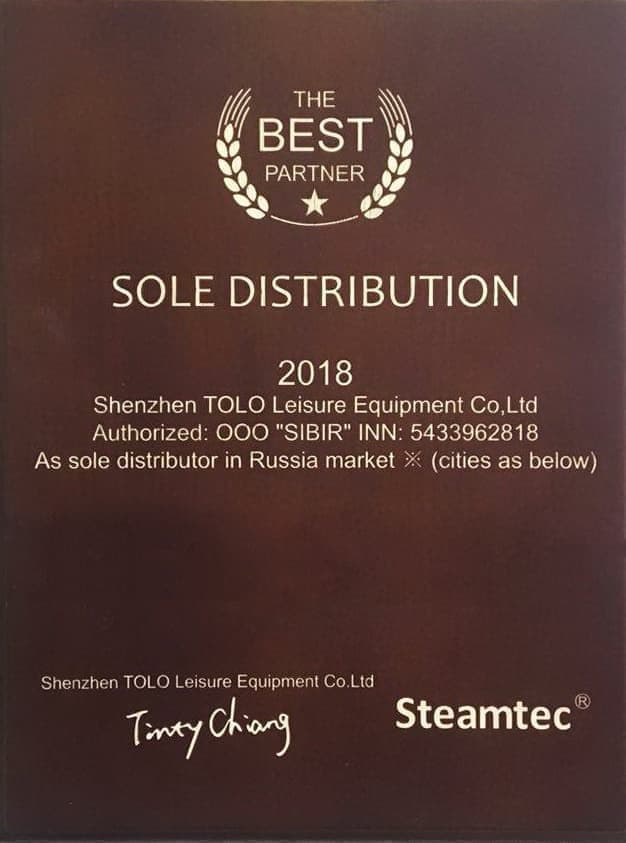 THE
BEST
PARTNER
SOLE DISTRIBUTION
2018
Shenzhen TOLO Leisure Equipment Co,Ltd
Authorized: OOO "SIBIR" INN: 5433962818
As sole distributor in Russia market ※ (cities as below)
Shenzhen TOLO Leisure Equipment Co.Ltd
Tinty Chiang
Steamtec®